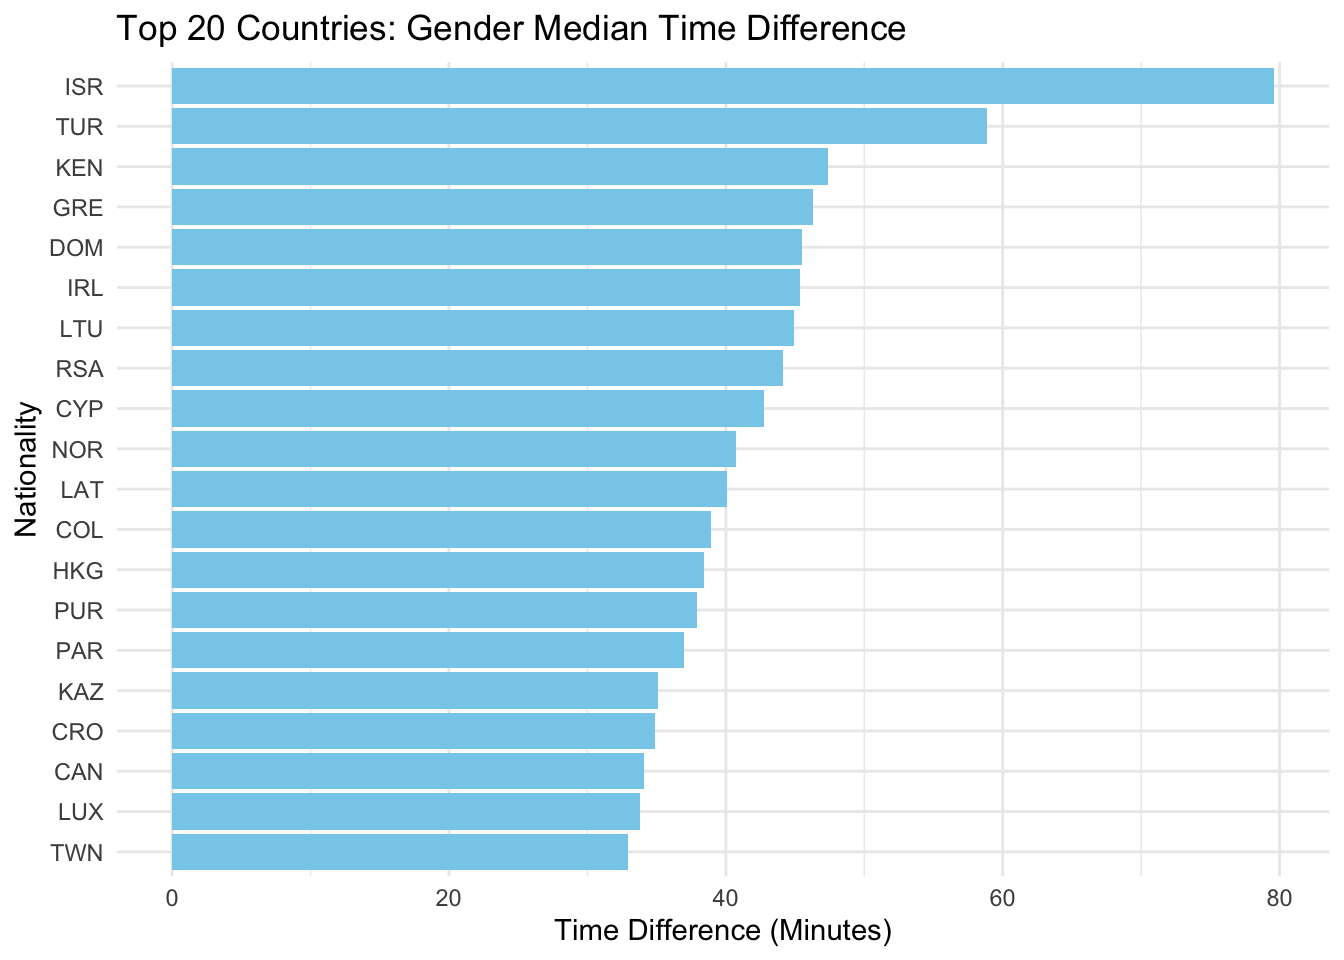 Top 20 Countries: Gender Median Time Difference
Nationality
ISR
TUR
KEN
GRE
DOM
IRL
LTU
RSA
CYP
NOR
LAT
COL
HKG
PUR
PAR
KAZ
CRO
CAN
LUX
TWN
0 20 40 60 80
Time Difference (Minutes)